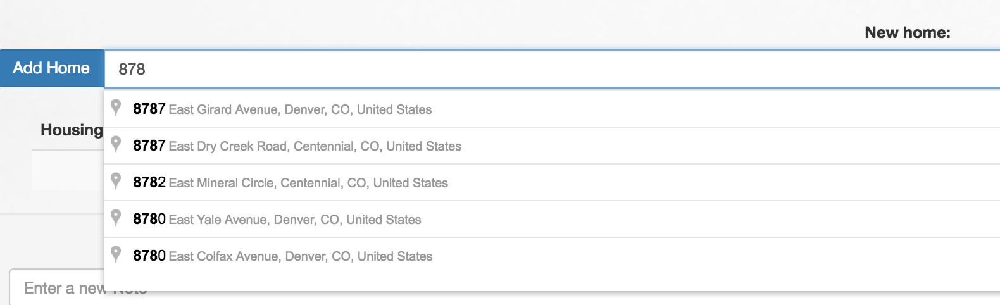 New home:
Add Home
878
8787 East Girard Avenue, Denver, CO, United States
Housing
8787 East Dry Creek Road, Centennial, CO, United States
8782 East Mineral Circle, Centennial, CO, United States
8780 East Yale Avenue, Denver, CO, United States
8780 East Colfax Avenue, Denver, CO, United States
Enter a new Note